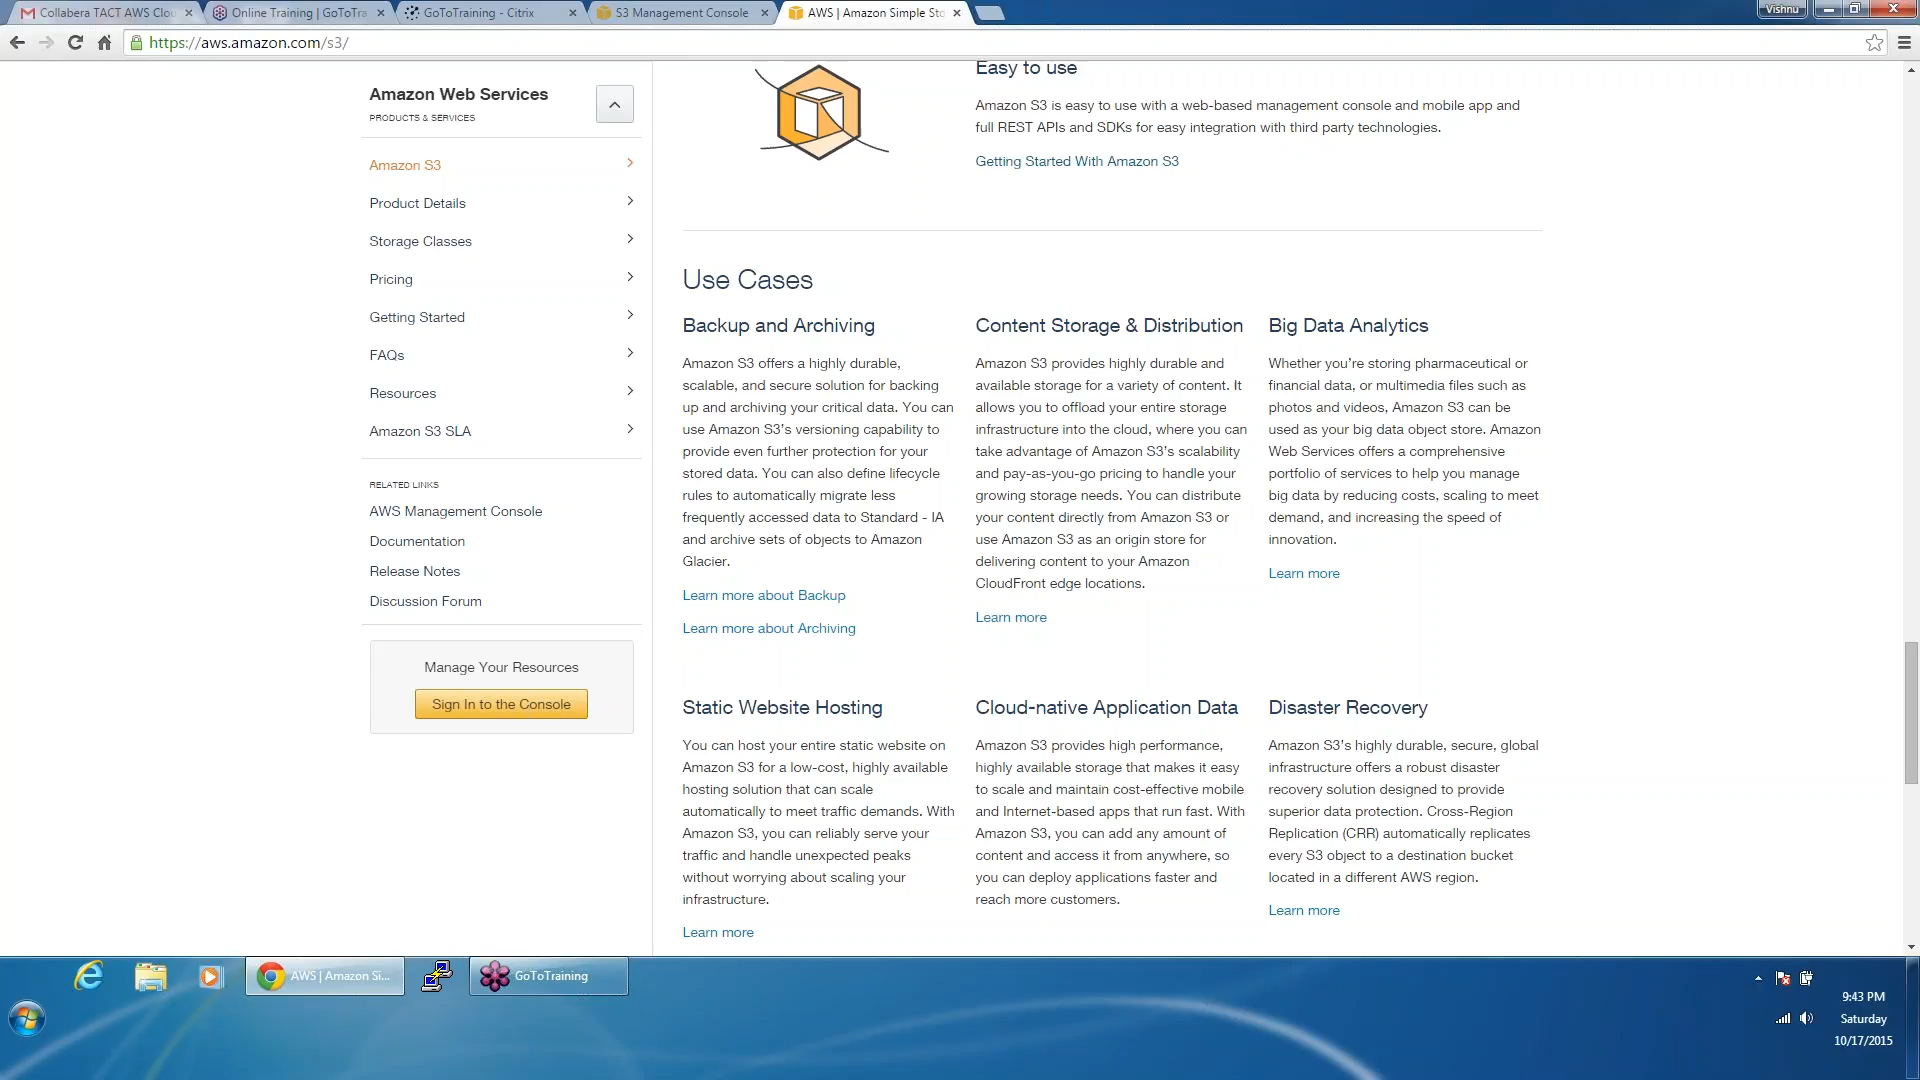 Collabera TACT AWS Clou
Online Training | GoToTra
GoToTraining - Citrix
S3 Management Console
AWS | Amazon Simple Sto
Vishnu
https://aws.amazon.com/s3/
Amazon Web Services
PRODUCTS & SERVICES
Amazon S3
Product Details
Storage Classes
Pricing
Getting Started
FAQs
Resources
Amazon S3 SLA
RELATED LINKS
AWS Management Console
Documentation
Release Notes
Discussion Forum
Manage Your Resources
Sign In to the Console
Easy to use
Amazon S3 is easy to use with a web-based management console and mobile app and
full REST APIs and SDKs for easy integration with third party technologies.
Getting Started With Amazon S3
Use Cases
Backup and Archiving
Amazon S3 offers a highly durable,
scalable, and secure solution for backing
up and archiving your critical data. You can
use Amazon S3's versioning capability to
provide even further protection for your
stored data. You can also define lifecycle
rules to automatically migrate less
frequently accessed data to Standard - IA
and archive sets of objects to Amazon
Glacier.
Learn more about Backup
Learn more about Archiving
Content Storage & Distribution
Amazon S3 provides highly durable and
available storage for a variety of content. It
allows you to offload your entire storage
infrastructure into the cloud, where you can
take advantage of Amazon S3's scalability
and pay-as-you-go pricing to handle your
growing storage needs. You can distribute
your content directly from Amazon S3 or
use Amazon S3 as an origin store for
delivering content to your Amazon
CloudFront edge locations.
Learn more
Big Data Analytics
Whether you're storing pharmaceutical or
financial data, or multimedia files such as
photos and videos, Amazon S3 can be
used as your big data object store. Amazon
Web Services offers a comprehensive
portfolio of services to help you manage
big data by reducing costs, scaling to meet
demand, and increasing the speed of
innovation.
Learn more
Static Website Hosting
You can host your entire static website on
Amazon S3 for a low-cost, highly available
hosting solution that can scale
automatically to meet traffic demands. With
Amazon S3, you can reliably serve your
traffic and handle unexpected peaks
without worrying about scaling your
infrastructure.
Learn more
Cloud-native Application Data
Amazon S3 provides high performance,
highly available storage that makes it easy
to scale and maintain cost-effective mobile
and Internet-based apps that run fast. With
Amazon S3, you can add any amount of
content and access it from anywhere, so
you can deploy applications faster and
reach more customers.
Disaster Recovery
Amazon S3's highly durable, secure, global
infrastructure offers a robust disaster
recovery solution designed to provide
superior data protection. Cross-Region
Replication (CRR) automatically replicates
every S3 object to a destination bucket
located in a different AWS region.
Learn more
AWS | Amazon Si...
GoToTraining
9:43 PM
Saturday
10/17/2015